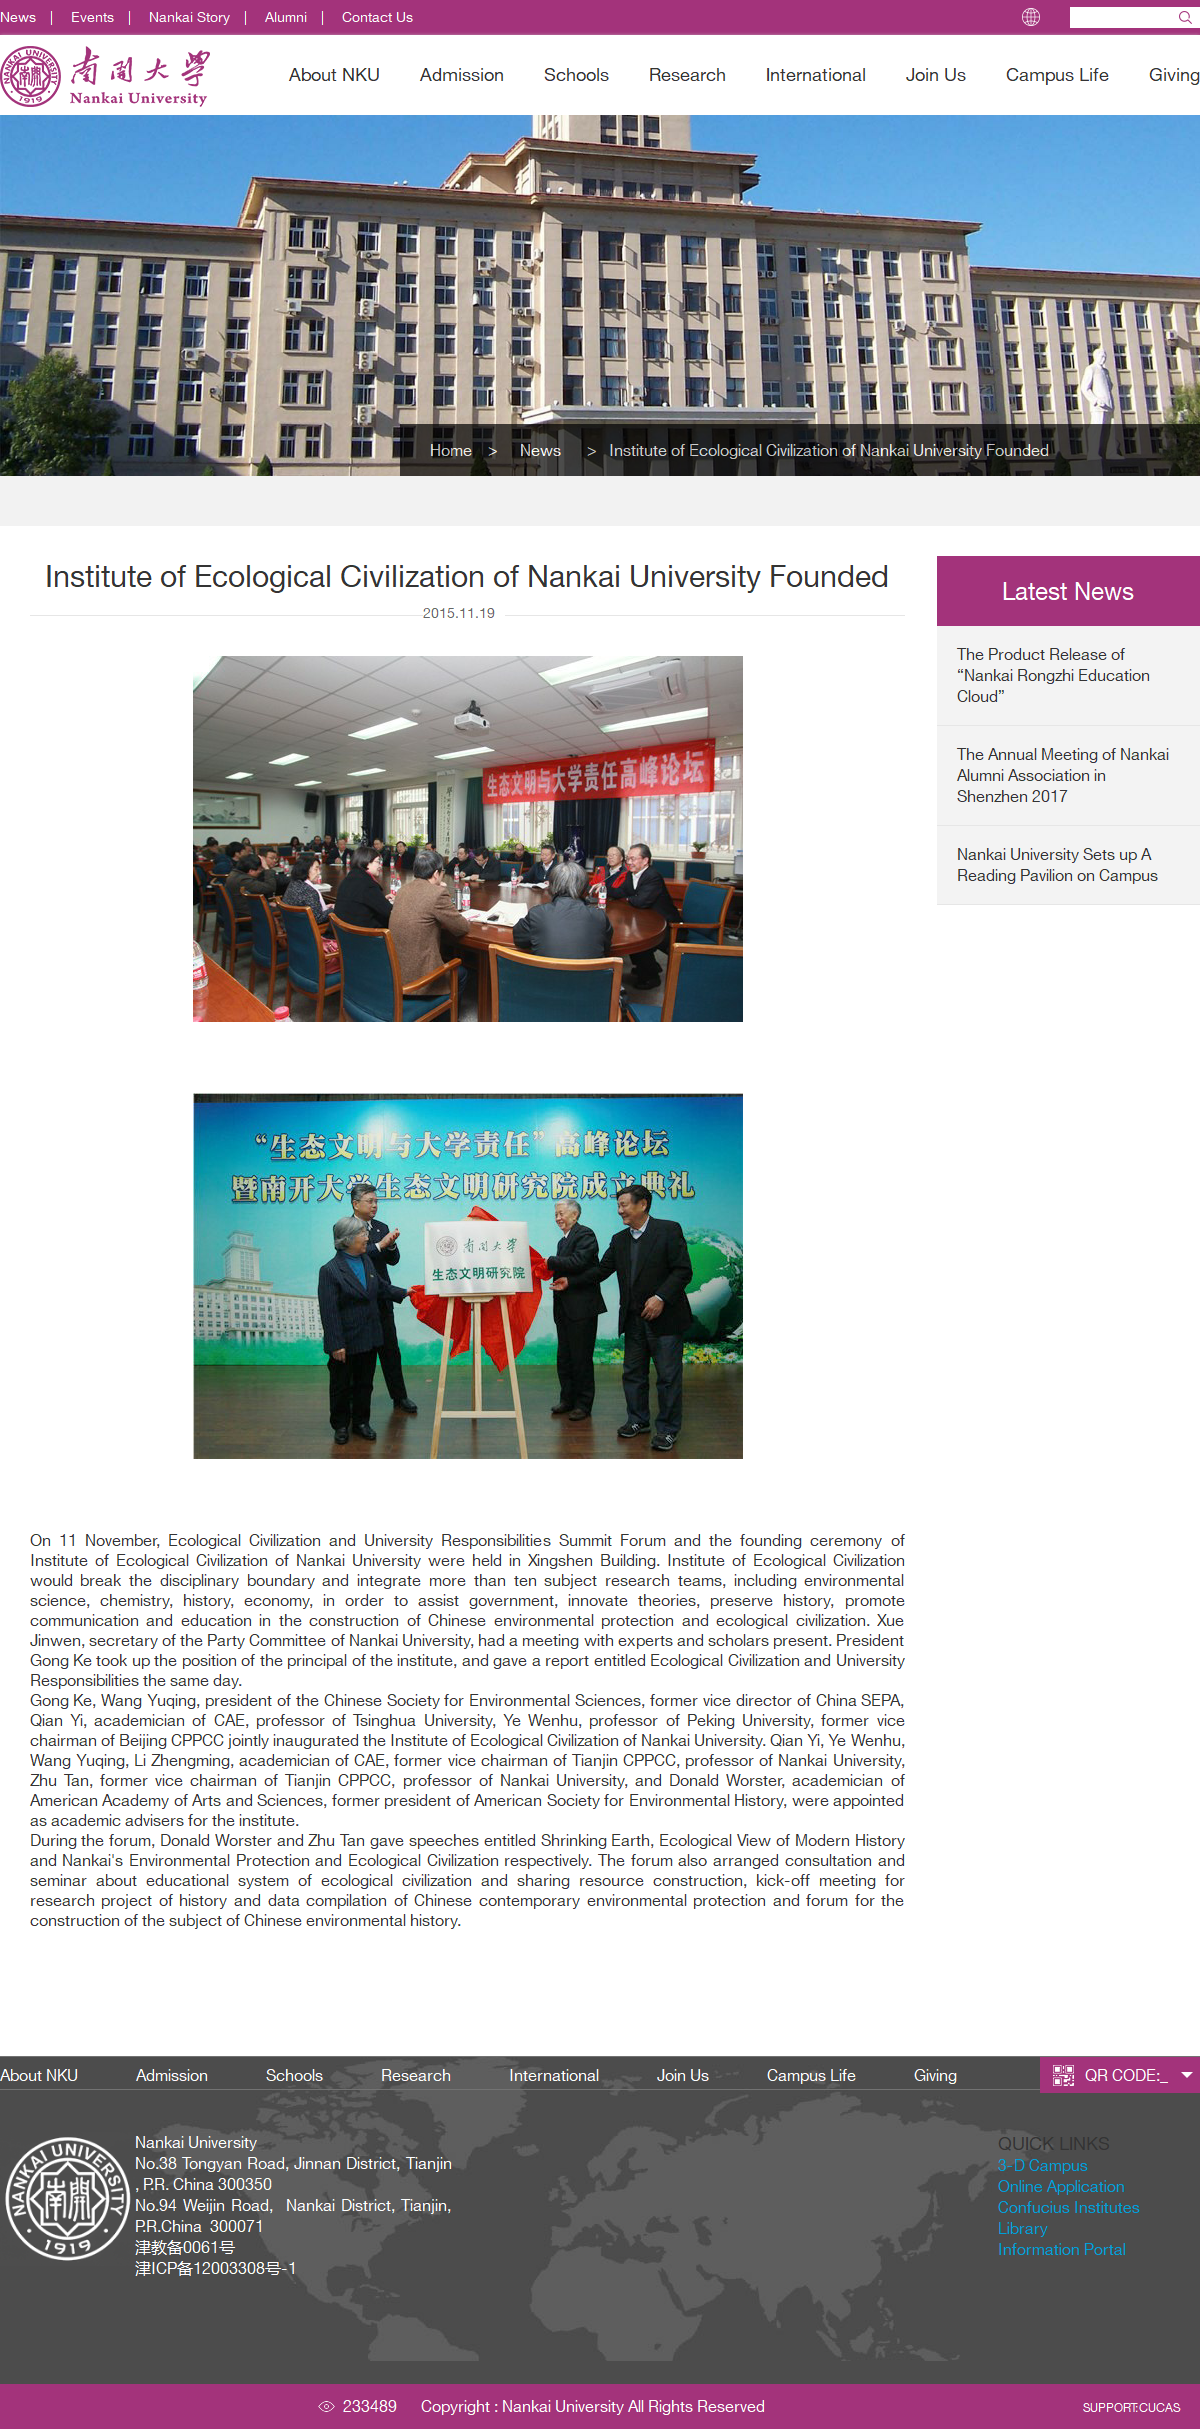 News | Events | Nankai Story | Alumni | Contact Us
NANKAI UNIVERSITY
1919
南開大學
Nankai University
About NKU Admission Schools Research International Join Us Campus Life Giving
Home > News > Institute of Ecological Civilization of Nankai University Founded
Institute of Ecological Civilization of Nankai University Founded
2015.11.19
Latest News
The Product Release of
“Nankai Rongzhi Education
Cloud”
The Annual Meeting of Nankai
Alumni Association in
Shenzhen 2017
Nankai University Sets up A
Reading Pavilion on Campus
生态文明与大学责任高峰论坛
“生态文明与大学责任”高峰论坛
暨南开大学生态文明研究院成立典礼
南開大學
生态文明研究院
On 11 November, Ecological Civilization and University Responsibilities Summit Forum and the founding ceremony of
Institute of Ecological Civilization of Nankai University were held in Xingshen Building. Institute of Ecological Civilization
would break the disciplinary boundary and integrate more than ten subject research teams, including environmental
science, chemistry, history, economy, in order to assist government, innovate theories, preserve history, promote
communication and education in the construction of Chinese environmental protection and ecological civilization. Xue
Jinwen, secretary of the Party Committee of Nankai University, had a meeting with experts and scholars present. President
Gong Ke took up the position of the principal of the institute, and gave a report entitled Ecological Civilization and University
Responsibilities the same day.
Gong Ke, Wang Yuqing, president of the Chinese Society for Environmental Sciences, former vice director of China SEPA,
Qian Yi, academician of CAE, professor of Tsinghua University, Ye Wenhu, professor of Peking University, former vice
chairman of Beijing CPPCC jointly inaugurated the Institute of Ecological Civilization of Nankai University. Qian Yi, Ye Wenhu,
Wang Yuqing, Li Zhengming, academician of CAE, former vice chairman of Tianjin CPPCC, professor of Nankai University,
Zhu Tan, former vice chairman of Tianjin CPPCC, professor of Nankai University, and Donald Worster, academician of
American Academy of Arts and Sciences, former president of American Society for Environmental History, were appointed
as academic advisers for the institute.
During the forum, Donald Worster and Zhu Tan gave speeches entitled Shrinking Earth, Ecological View of Modern History
and Nankai's Environmental Protection and Ecological Civilization respectively. The forum also arranged consultation and
seminar about educational system of ecological civilization and sharing resource construction, kick-off meeting for
research project of history and data compilation of Chinese contemporary environmental protection and forum for the
construction of the subject of Chinese environmental history.
About NKU Admission Schools Research International Join Us Campus Life Giving QR CODE:_
NANKAI UNIVERSITY
南開
1919
Nankai University
No.38 Tongyan Road, Jinnan District, Tianjin
, P.R. China 300350
No.94 Weijin Road, Nankai District, Tianjin,
P.R.China 300071
津教备0061号
津ICP备12003308号-1
QUICK LINKS
3-D Campus
Online Application
Confucius Institutes
Library
Information Portal
233489 Copyright : Nankai University All Rights Reserved
SUPPORT:CUCAS